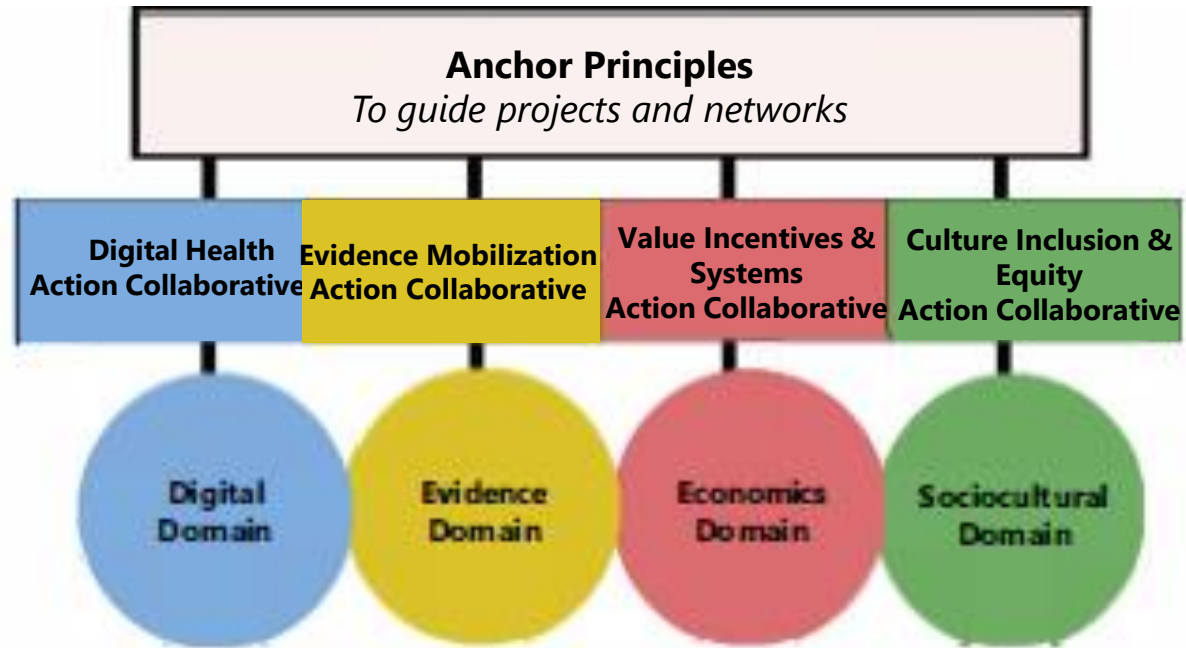 Anchor Principles
To guide projects and networks
Digital Health
Action Collaborative
Evidence Mobilization
Action Collaborative
Value Incentives &
Systems
Action Collaborative
Culture Inclusion &
Equity
Action Collaborative
Digital
Domain
Evidence
Domain
Economics
Domain
Sociocultural
Domain